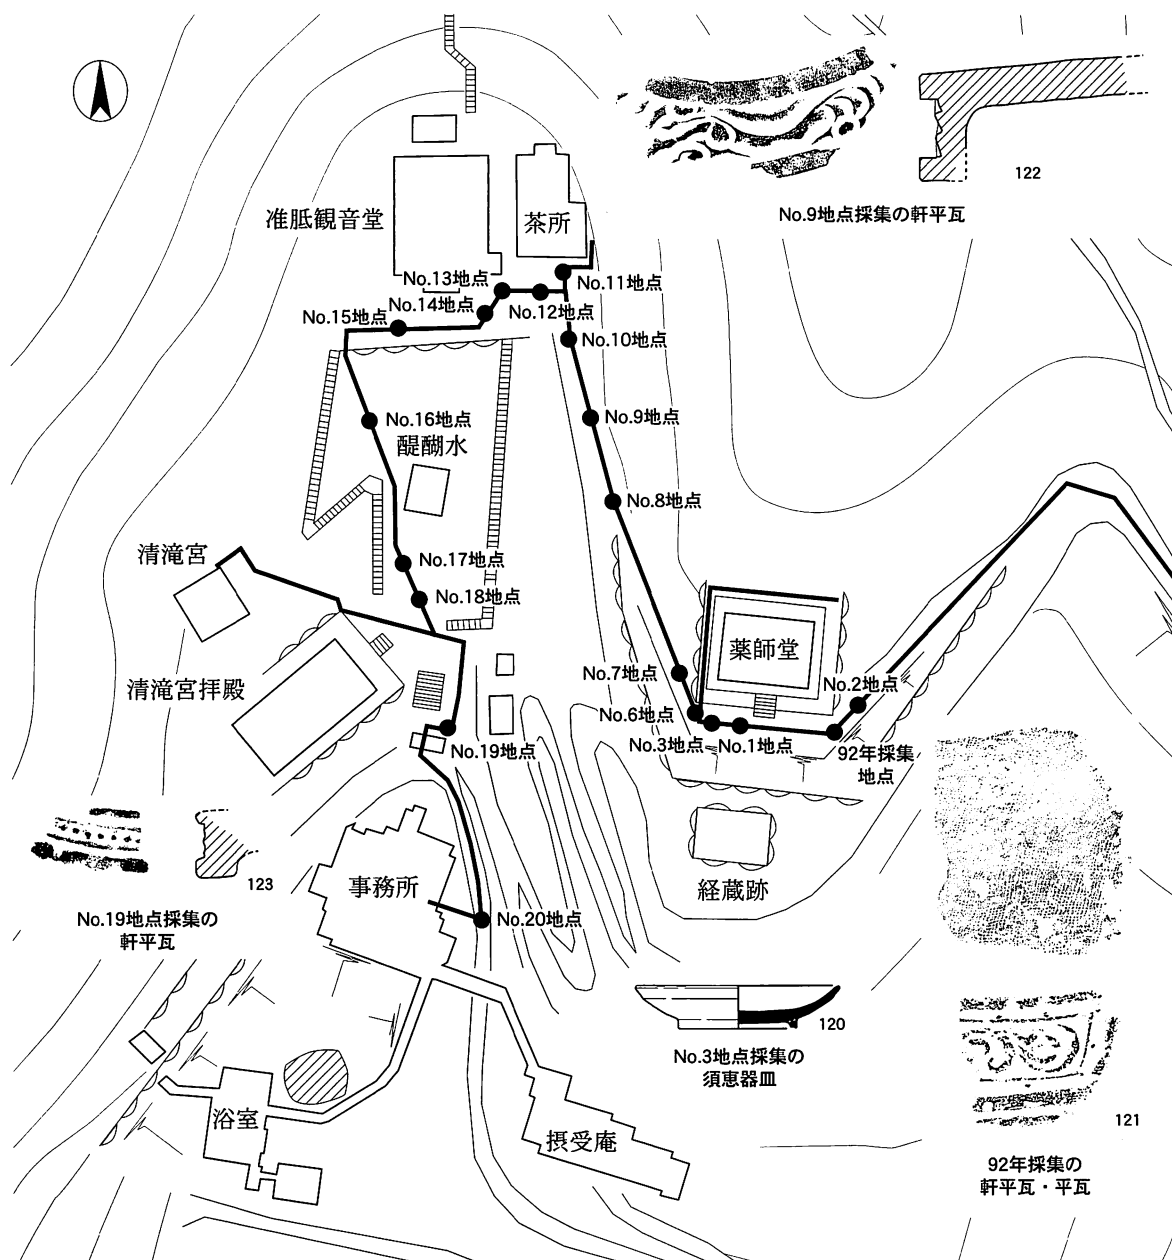 122
No.9地点採集の軒平瓦
准胝観音堂
茶所
No.13地点
No.11地点
No.14地点
No.12地点
No.15地点
No.10地点
No.16地点
No.9地点
醍醐水
No.8地点
清滝宮
No.17地点
No.18地点
薬師堂
No.7地点
No.2地点
清滝宮拝殿
No.6地点
No.3地点
No.1地点
No.19地点
92年採集
地点
123
事務所
経蔵跡
No.19地点採集の
軒平瓦
No.20地点
120
No.3地点採集の
須恵器皿
浴室
摂受庵
121
92年採集の
軒平瓦・平瓦